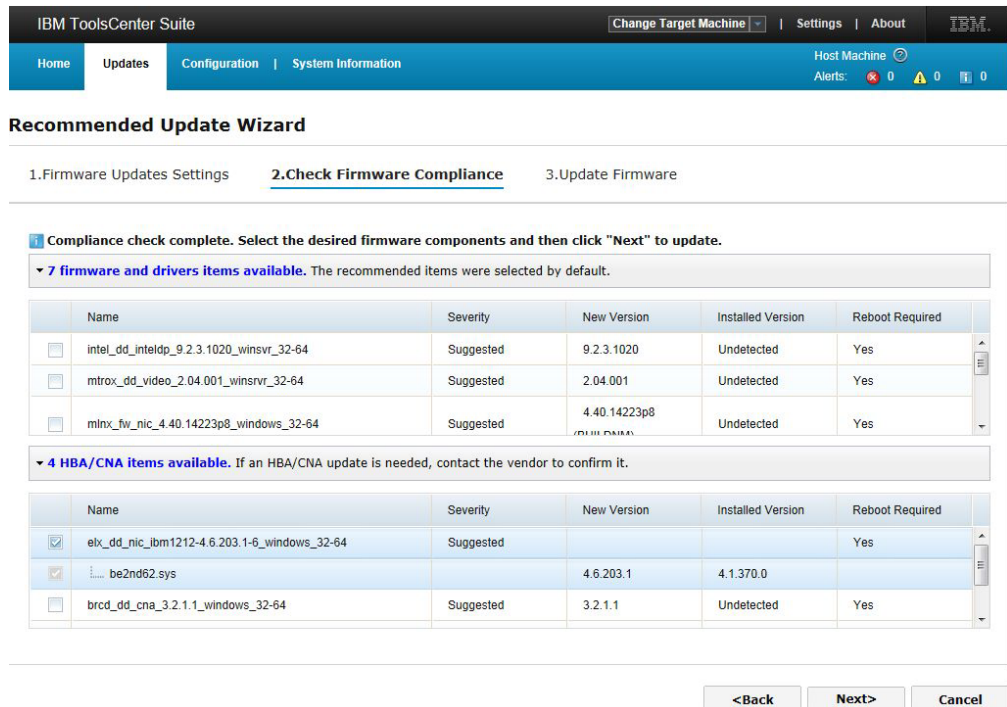 IBM ToolsCenter Suite
Change Target Machine | Settings | About IBM.
Home Updates Configuration | System Information
Host Machine ?
Alerts: 0 0 0
Recommended Update Wizard
1.Firmware Updates Settings 2.Check Firmware Compliance 3.Update Firmware
Compliance check complete. Select the desired firmware components and then click "Next" to update.
7 firmware and drivers items available. The recommended items were selected by default.
Name Severity New Version Installed Version Reboot Required
intel_dd_inteldp_9.2.3.1020_winsvr_32-64 Suggested 9.2.3.1020 Undetected Yes
mtrox_dd_video_2.04.001_winsrvr_32-64 Suggested 2.04.001 Undetected Yes
mlnx_fw_nic_4.40.14223p8_windows_32-64 Suggested 4.40.14223p8 Undetected Yes
4 HBA/CNA items available. If an HBA/CNA update is needed, contact the vendor to confirm it.
Name Severity New Version Installed Version Reboot Required
elx_dd_nic_ibm1212-4.6.203.1-6_windows_32-64 Suggested Yes
be2nd62.sys 4.6.203.1 4.1.370.0
brcd_dd_cna_3.2.1.1_windows_32-64 Suggested 3.2.1.1 Undetected Yes
<Back Next> Cancel